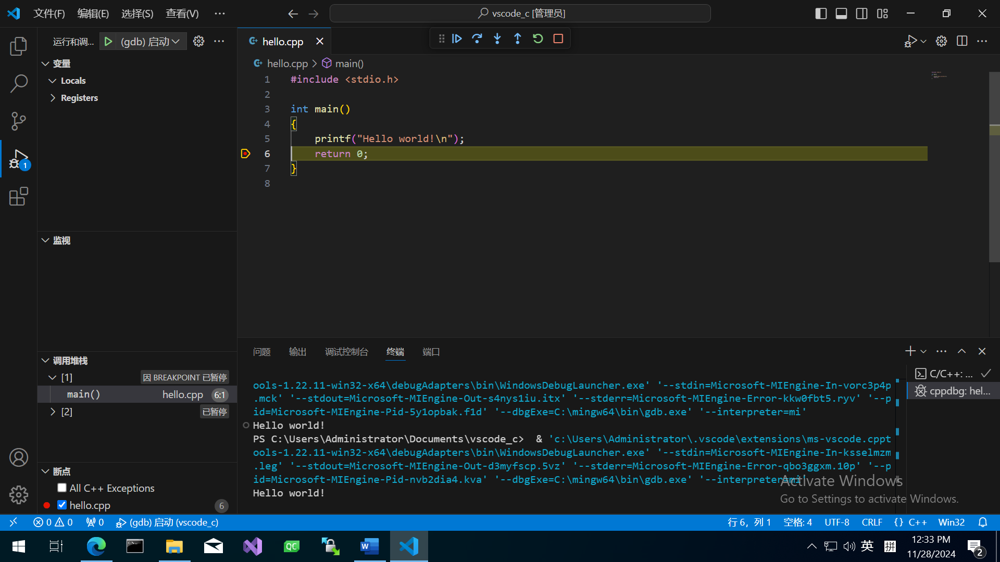 文件(F) 编辑(E) 选择(S) 查看(V) ··· vscode_c [管理员]
运行和调... (gdb) 启动
变量
Locals
Registers
监视
调用堆栈
[1] 因 BREAKPOINT 已暂停
main() hello.cpp 6:1
[2] 已暂停
断点
All C++ Exceptions
hello.cpp 6
1
hello.cpp
hello.cpp > main()
1 #include <stdio.h>
2
3 int main()
4 {
5 printf("Hello world!\n");
6 return 0;
7 }
8
问题 输出 调试控制台 终端 端口
ools-1.22.11-win32-x64\debugAdapters\bin\WindowsDebugLauncher.exe' '--stdin=Microsoft-MIEngine-In-vorc3p4p
.mck' '--stdout=Microsoft-MIEngine-Out-s4nys1iu.itx' '--stderr=Microsoft-MIEngine-Error-kkw0fbt5.ryv' '--p
id=Microsoft-MIEngine-Pid-5y1opbak.f1d' '--dbgExe=C:\mingw64\bin\gdb.exe' '--interpreter=mi'
Hello world!
PS C:\Users\Administrator\Documents\vscode_c> & 'c:\Users\Administrator\.vscode\extensions\ms-vscode.cppt
ools-1.22.11-win32-x64\debugAdapters\bin\WindowsDebugLauncher.exe' '--stdin=Microsoft-MIEngine-In-ksselmzm
.leg' '--stdout=Microsoft-MIEngine-Out-d3myfscp.5vz' '--stderr=Microsoft-MIEngine-Error-qbo3ggxm.10p' '--p
id=Microsoft-MIEngine-Pid-nvb2dia4.kva' '--dbgExe=C:\mingw64\bin\gdb.exe' '--interpreter=mi'
Hello world!
C/C++: ...
cppdbg: hel...
Activate Windows
Go to Settings to activate Windows.
0 0 0 (gdb) 启动 (vscode_c) 行 6，列 1 空格: 4 UTF-8 CRLF {} C++ Win32
QC
英 拼
12:33 PM
11/28/2024
2